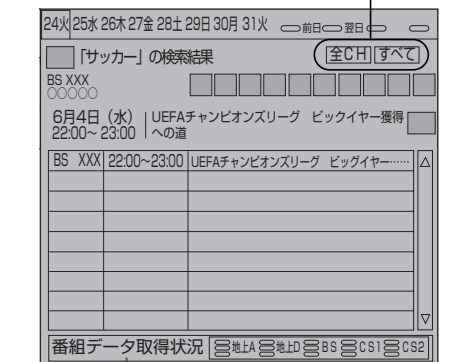 24火 25水 26木 27金 28土 29日 30月 31火 前日 翌日
「サッカー」の検索結果 全CH すべて
BS XXX
○○○○○
6月4日（水） UEFAチャンピオンズリーグ ビックイヤー獲得
22:00～23:00 への道
BS XXX 22:00~23:00 UEFAチャンピオンズリーグ ビッグイヤー……
番組データ取得状況 地上A 地上D BS CS1 CS2